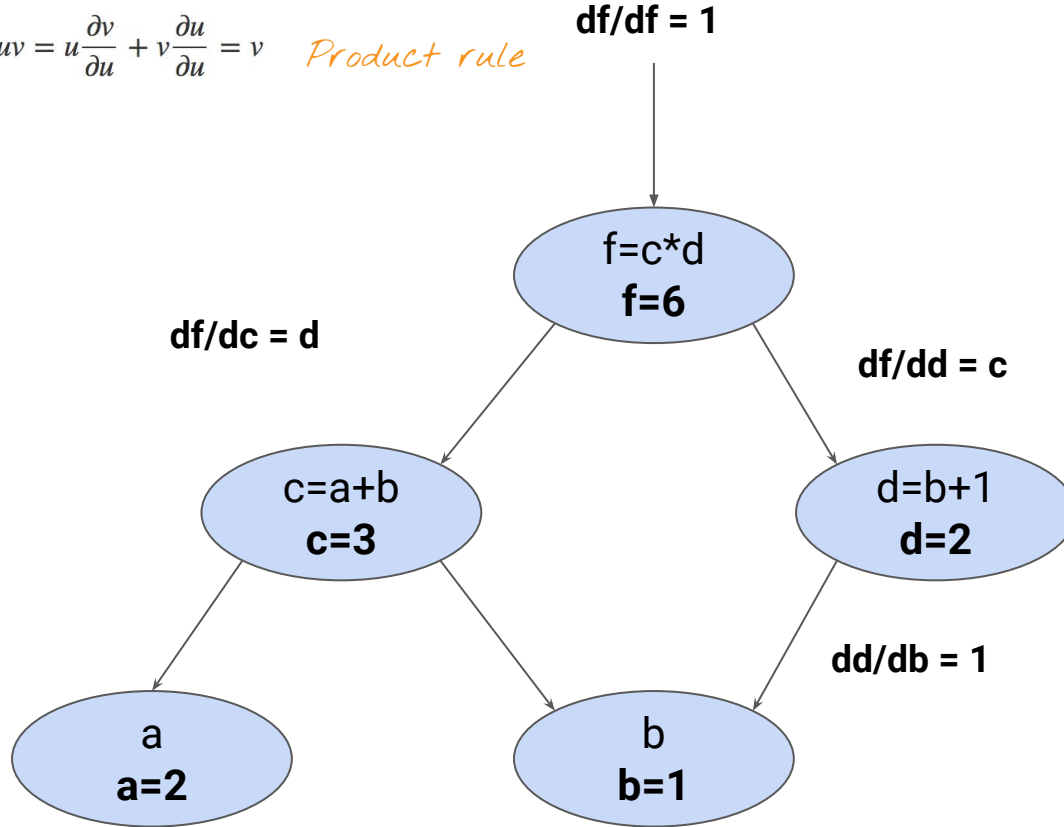 uv = u ∂v/∂u + v ∂u/∂u = v
Product rule
df/df = 1
f=c*d
f=6
df/dc = d
df/dd = c
c=a+b
c=3
d=b+1
d=2
dd/db = 1
a
a=2
b
b=1